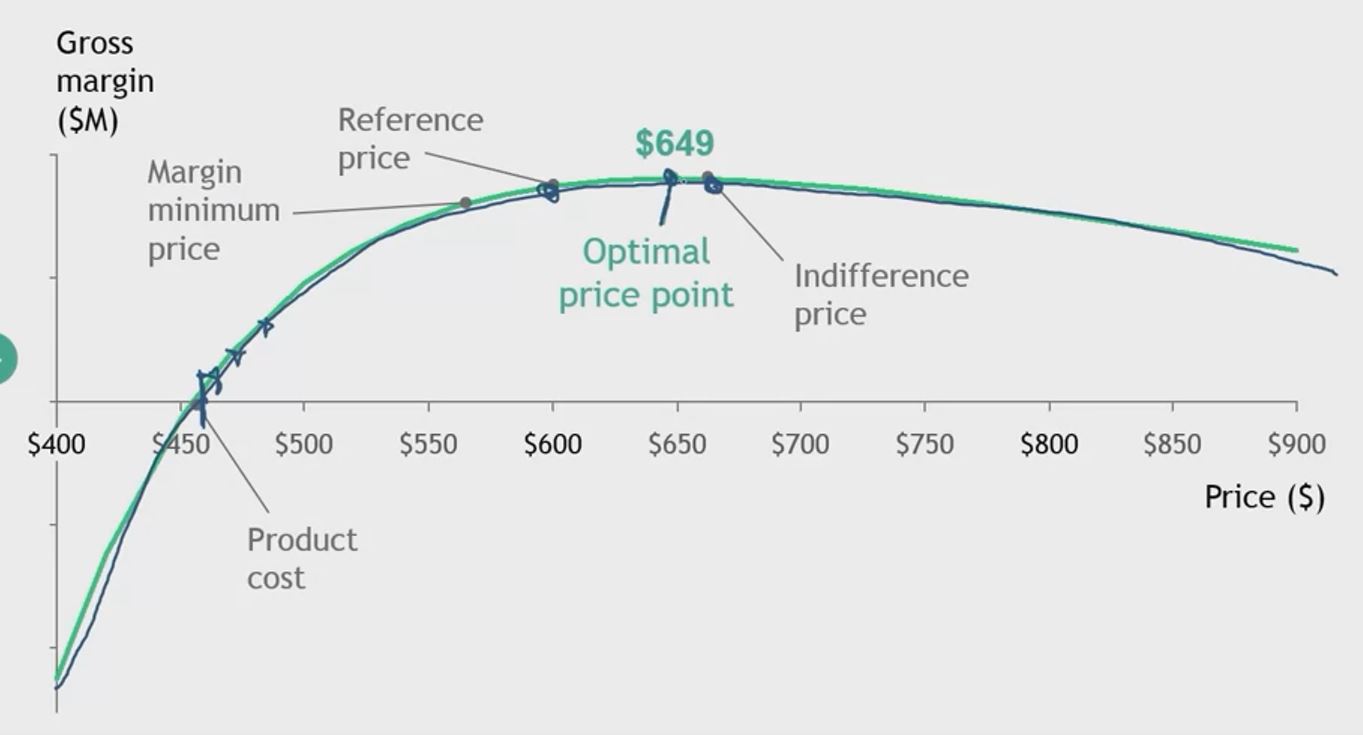 Gross
margin
($M)
Reference
price
$649
Margin
minimum
price
Optimal
price point
Indifference
price
$400 $450 $500 $550 $600 $650 $700 $750 $800 $850 $900
Price ($)
Product
cost